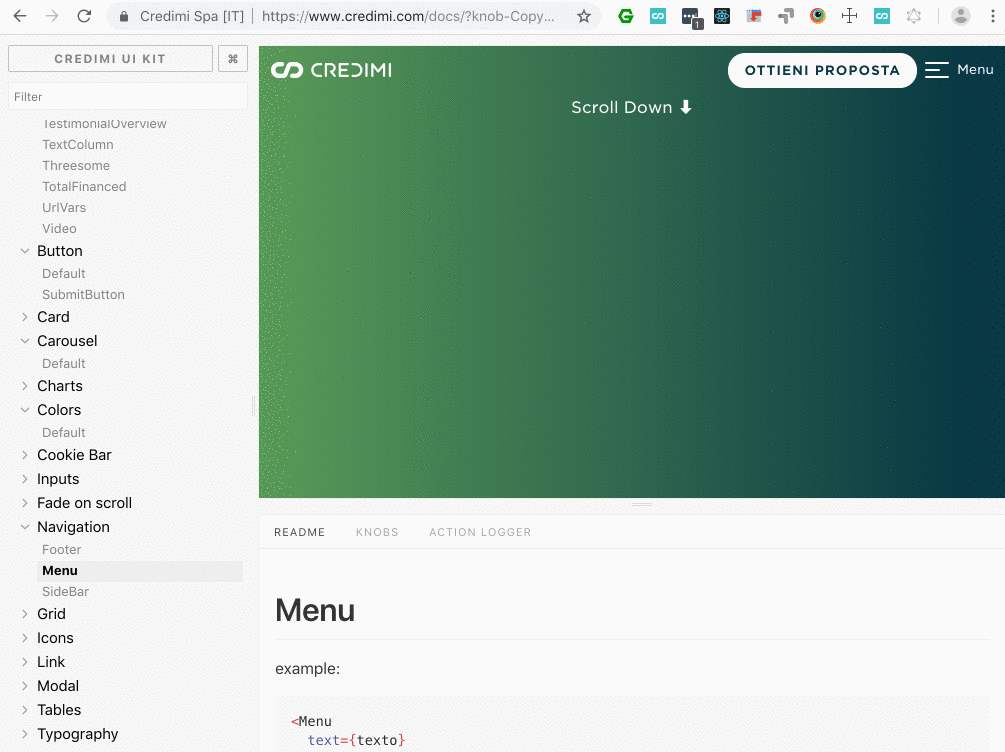 Credimi Spa [IT]
https://www.credimi.com/docs/?knob-Copy...
1
CREDIMI UI KIT
⌘
Filter
TestimonialOverview
TextColumn
Threesome
TotalFinanced
UrlVars
Video
Button
Default
SubmitButton
Card
Carousel
Default
Charts
Colors
Default
Cookie Bar
Inputs
Fade on scroll
Navigation
Footer
Menu
SideBar
Grid
Icons
Link
Modal
Tables
Typography
CREDIMI
OTTIENI PROPOSTA
Menu
Scroll Down
README
KNOBS
ACTION LOGGER
Menu
example:
<Menu
text={texto}